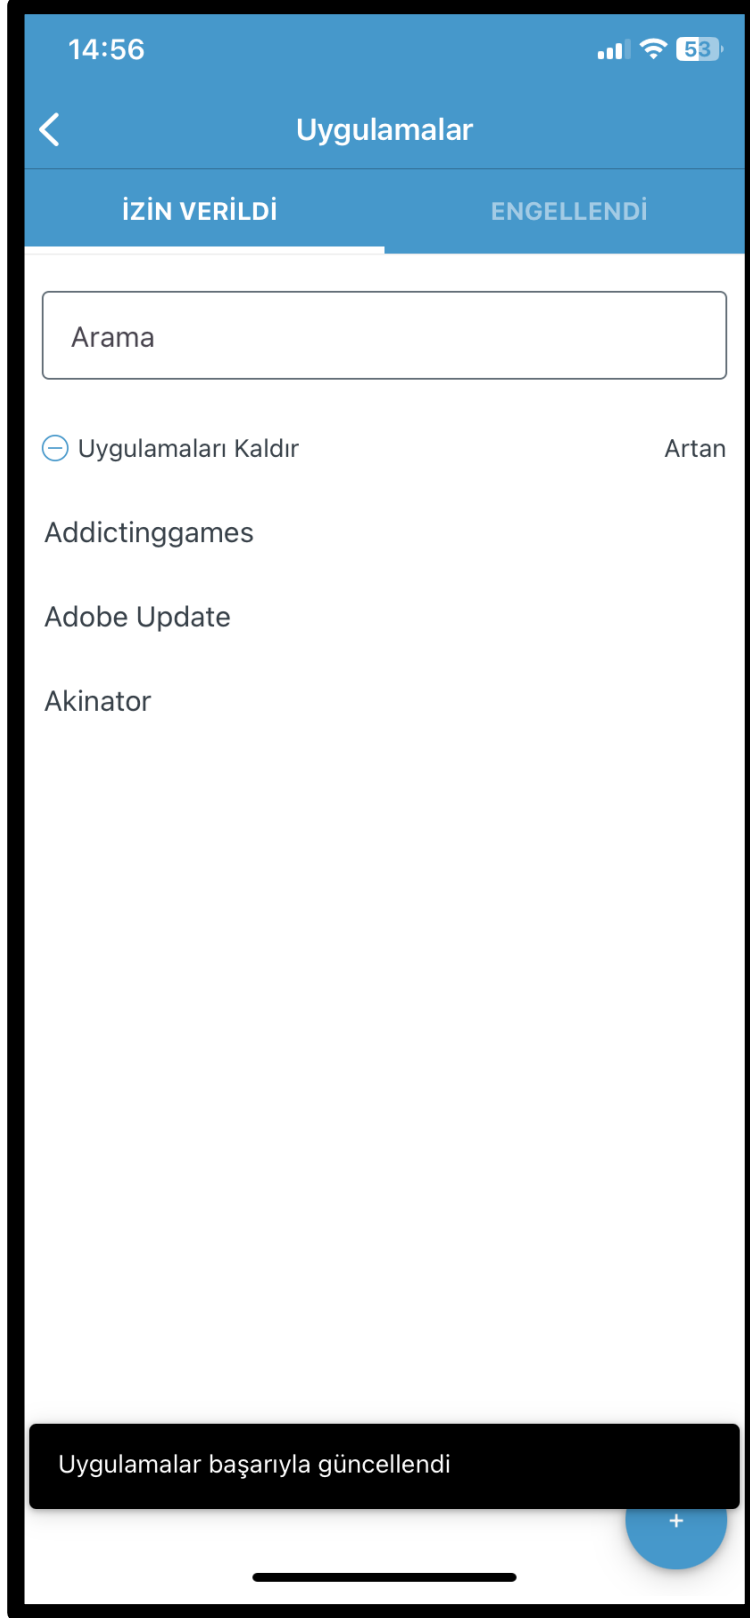 14:56
53
Uygulamalar
İZİN VERİLDİ
ENGELLENDİ
Arama
Uygulamaları Kaldır
Artan
Addictinggames
Adobe Update
Akinator
Uygulamalar başarıyla güncellendi
+